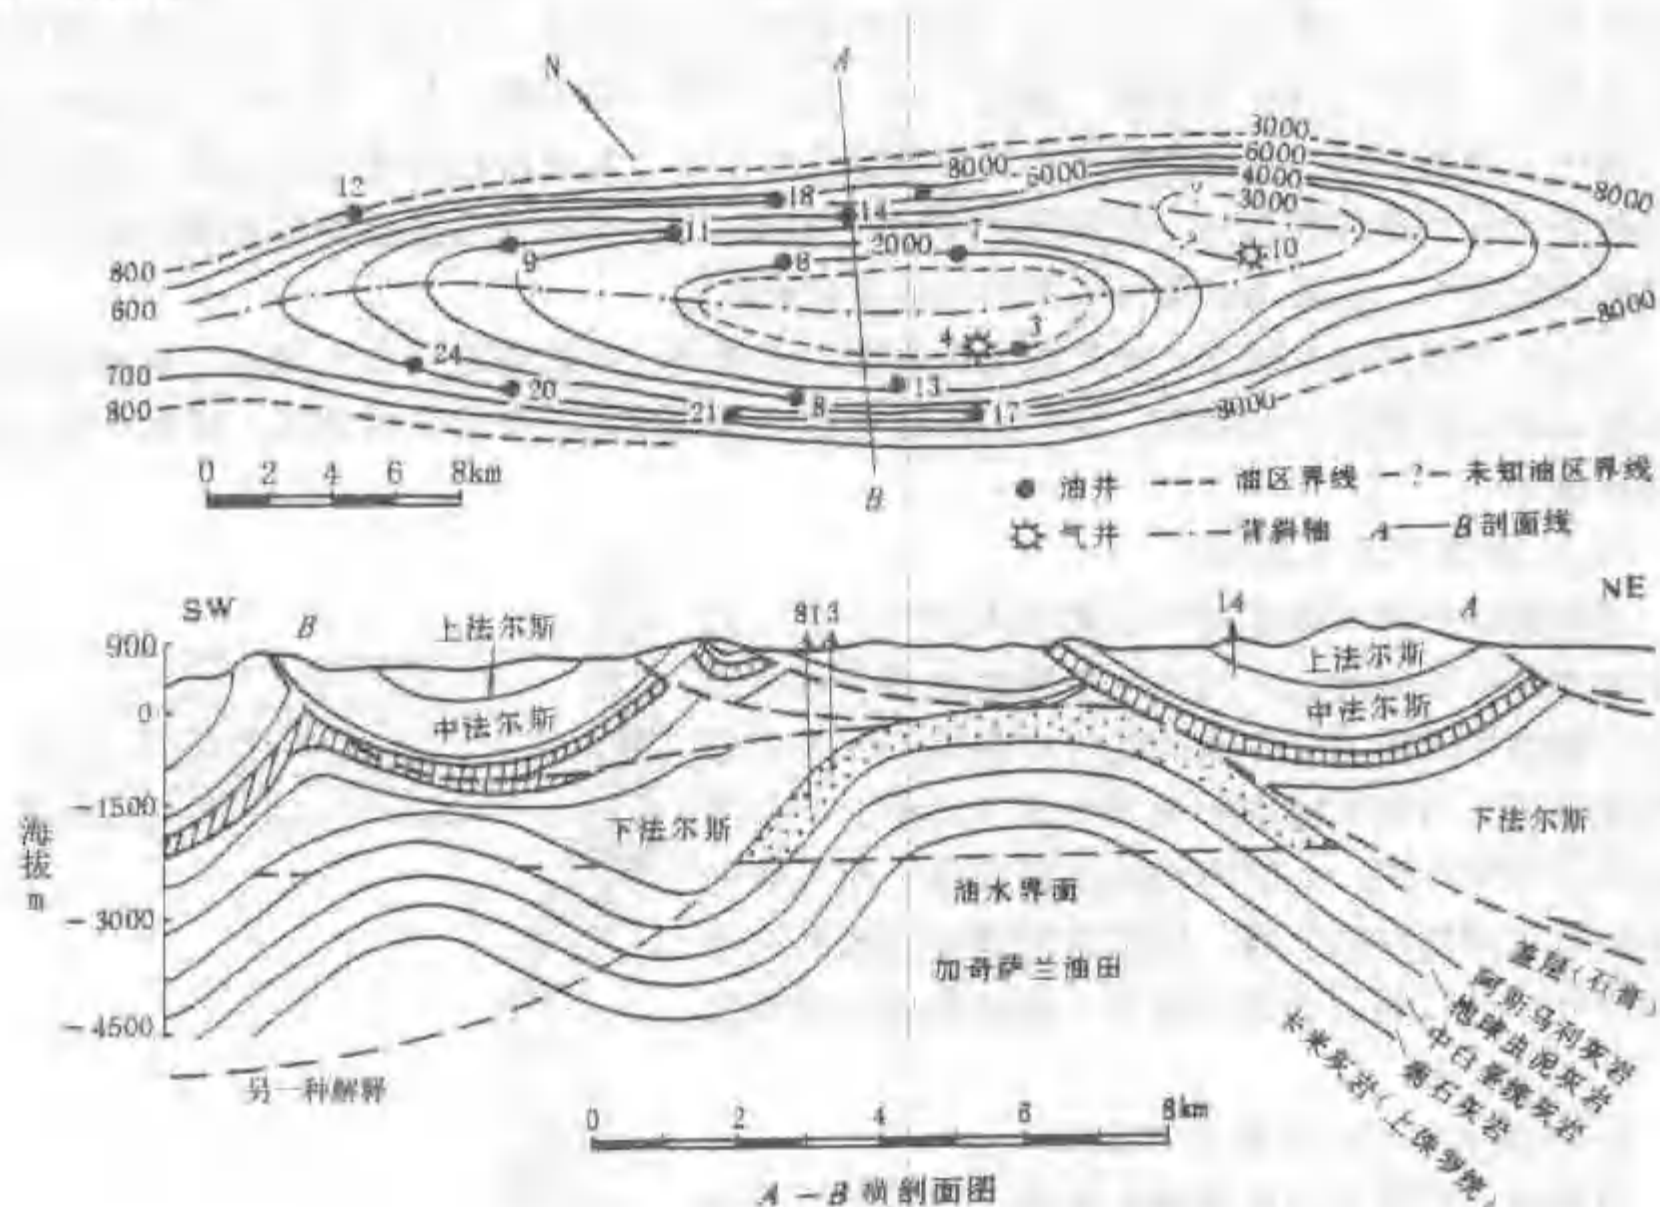 N
A
3000
12
18
8000
6000
6000
4000
3000
8000
?
14
11
2000
7
9
6
?
10
800
600
4
3
8000
24
700
20
13
800
21
8
17
8000
0 2 4 6 8km
B
油井
油区界线
-?- 未知油区界线
气井
背斜轴
A——B剖面线
SW
B
上法尔斯
8 13
14
A
NE
900
上法尔斯
0
中法尔斯
中法尔斯
-1500
下法尔斯
下法尔斯
海拔 m
油水界面
-3000
加奇萨兰油田
盖层(石膏)
阿斯马利灰岩
抱球虫泥灰岩
中白垩统灰岩
-4500
卡米灰岩(上侏罗统)
另一种解释
0 2 4 6 8km
A-B 横剖面图